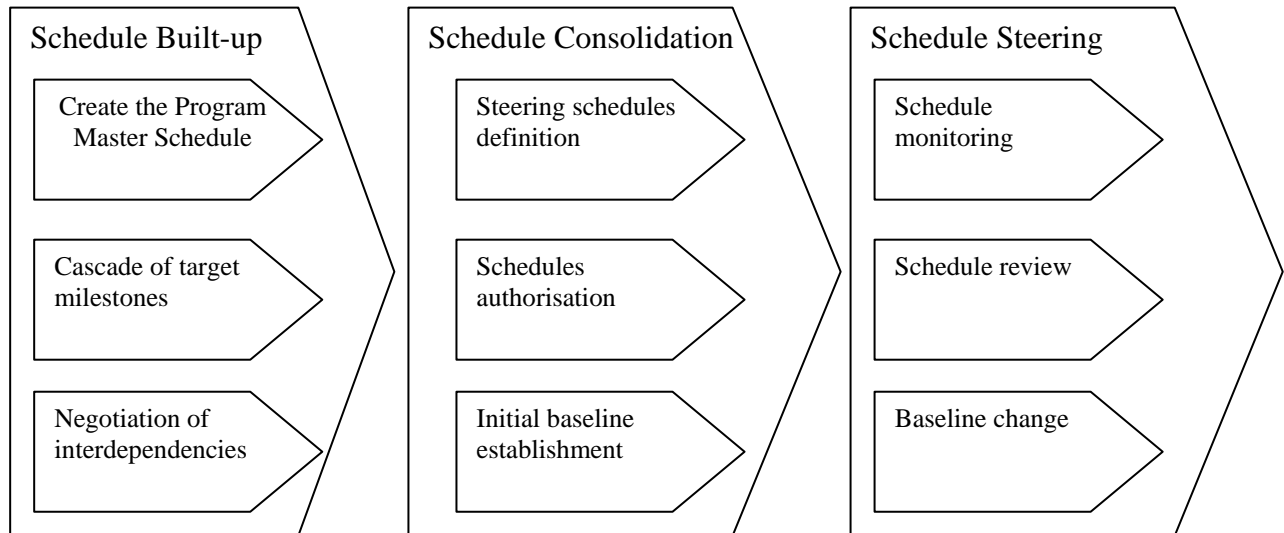 Schedule Built-up
Create the Program
Master Schedule
Cascade of target
milestones
Negotiation of
interdependencies
Schedule Consolidation
Steering schedules
definition
Schedules
authorisation
Initial baseline
establishment
Schedule Steering
Schedule
monitoring
Schedule review
Baseline change